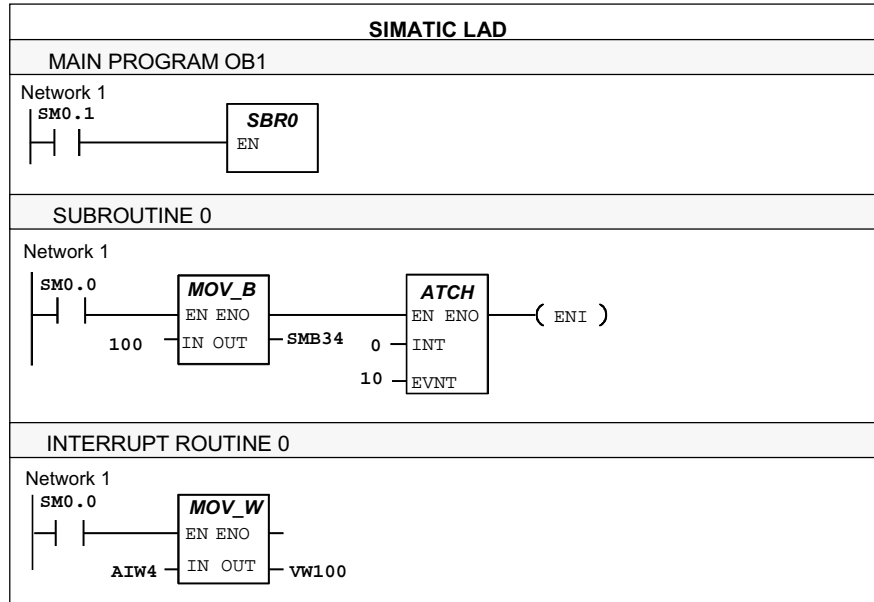 SIMATIC LAD
MAIN PROGRAM OB1
Network 1
SM0.1
SBR0
EN
SUBROUTINE 0
Network 1
SM0.0
MOV_B
ATCH
EN ENO
EN ENO
( ENI )
100
IN OUT
SMB34
0
INT
10
EVNT
INTERRUPT ROUTINE 0
Network 1
SM0.0
MOV_W
EN ENO
AIW4
IN OUT
VW100